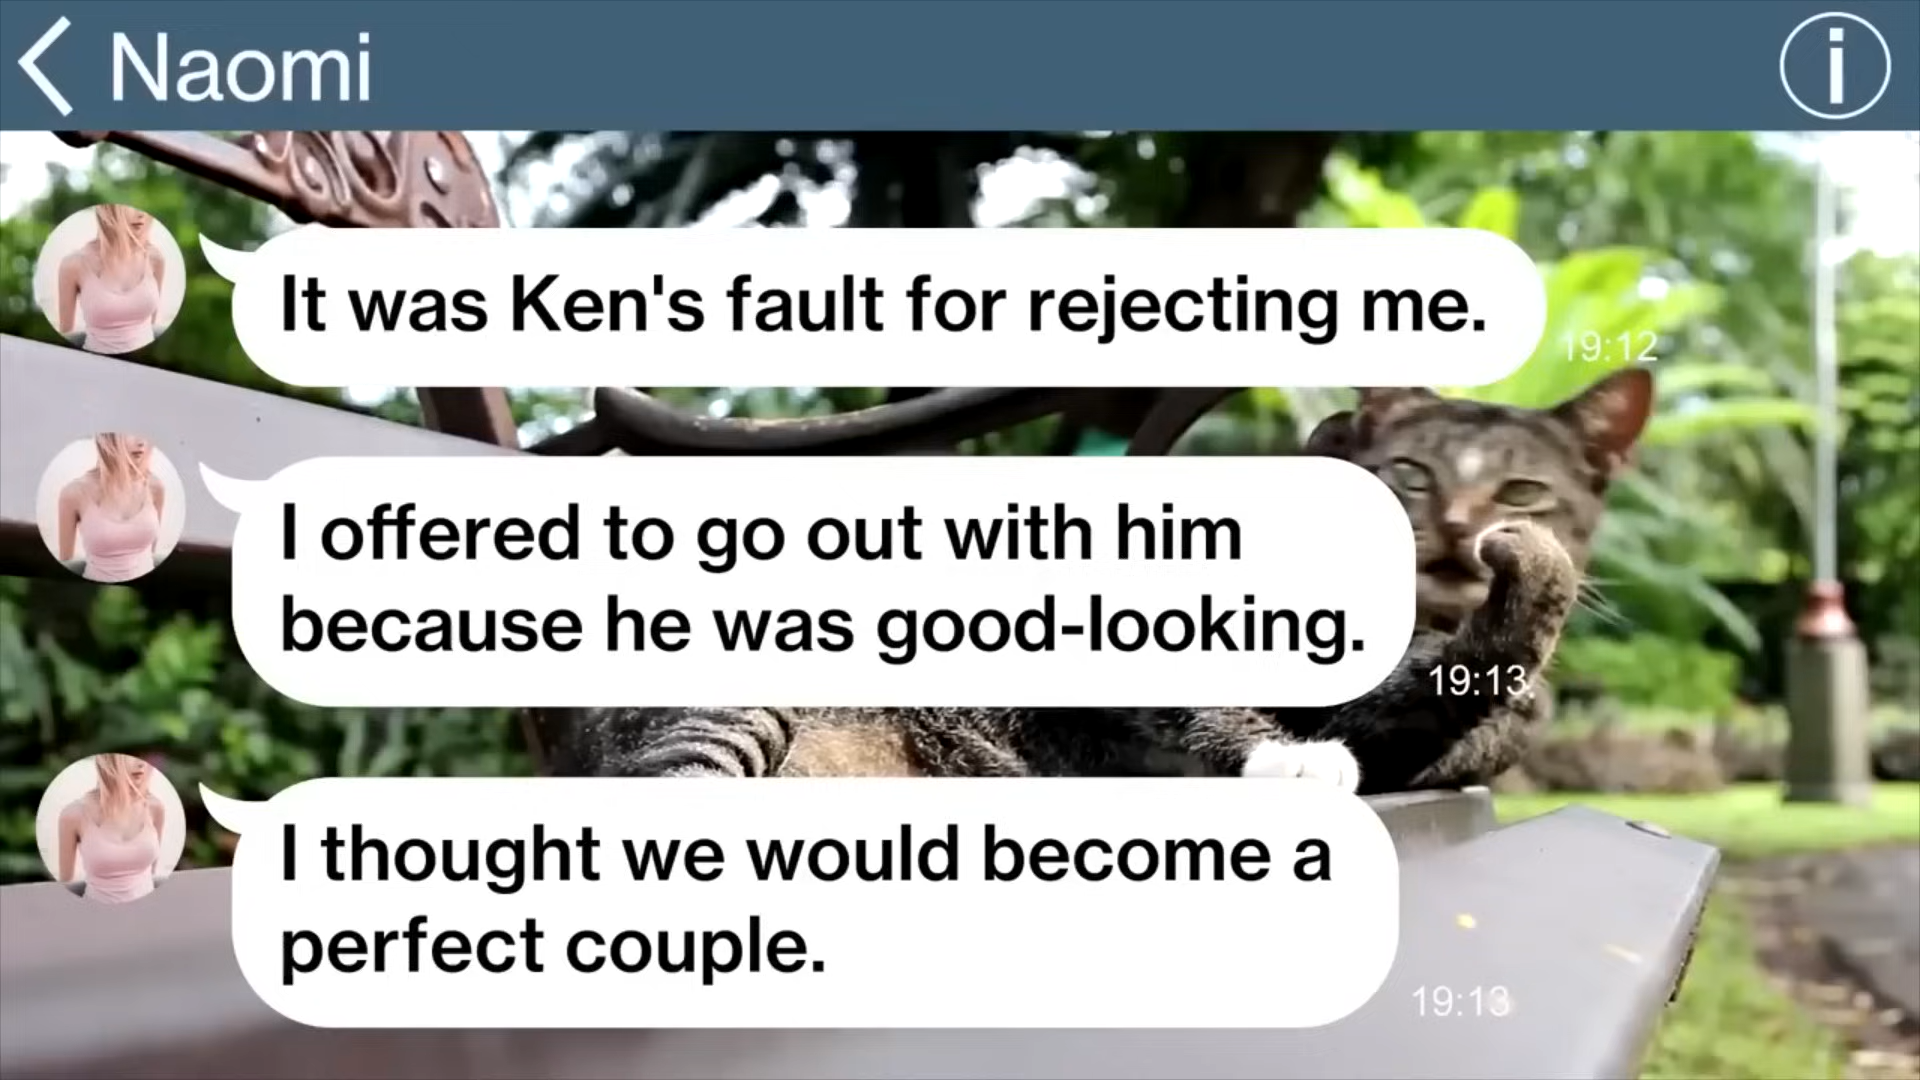 Naomi
It was Ken's fault for rejecting me.
19:12
I offered to go out with him
because he was good-looking.
19:13
I thought we would become a
perfect couple.
19:13